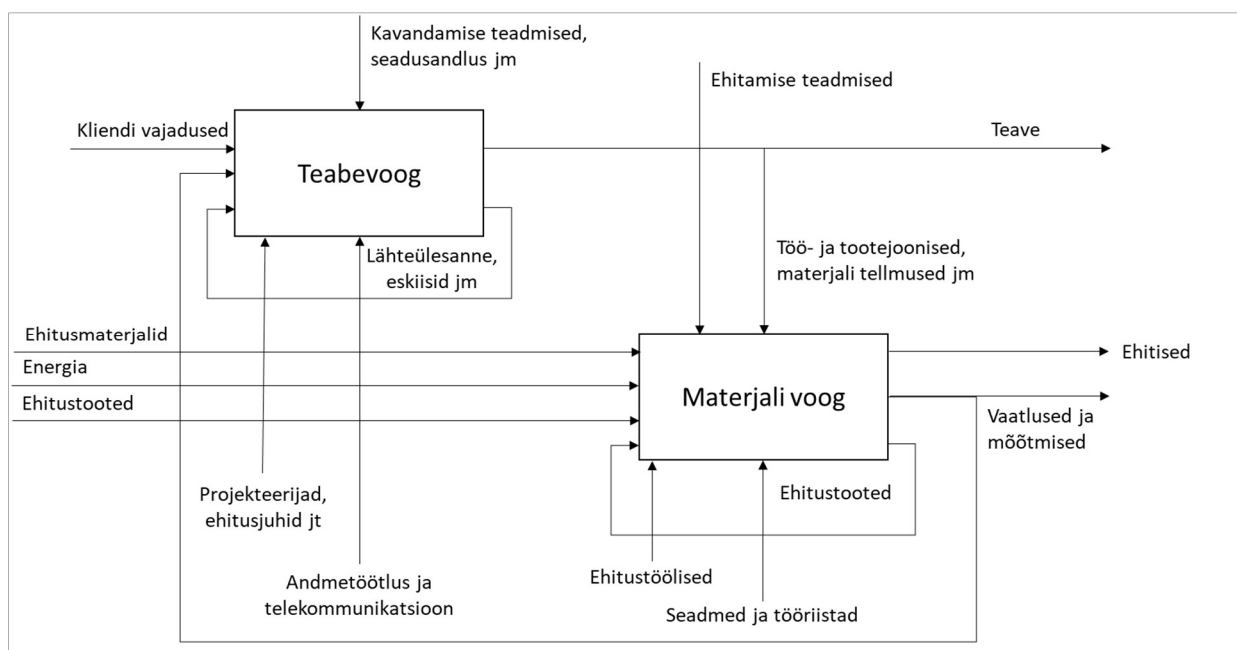 Kavandamise teadmised,
seadusandlus jm
Ehitamise teadmised
Kliendi vajadused
Teave
Teabevoog
Lähteülesanne,
eskiisid jm
Töö- ja tootejoonised,
materjali tellmused jm
Ehitusmaterjalid
Ehitised
Energia
Materjali voog
Ehitustooted
Vaatlused ja
mõõtmised
Projekteerijad,
ehitusjuhid jt
Ehitustooted
Andmetöötlus ja
telekommunikatsioon
Ehitustöölised
Seadmed ja tööriistad